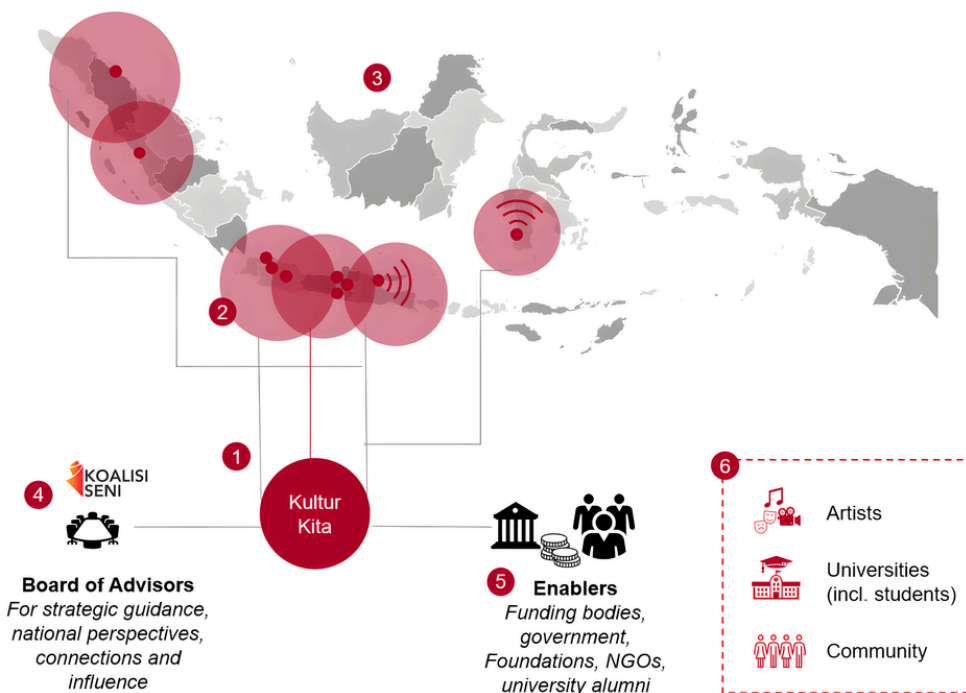 3
2
1
Kultur
Kita
4
KOALISI
SENI
Board of Advisors
For strategic guidance,
national perspectives,
connections and
influence
5
Enablers
Funding bodies,
government,
Foundations, NGOs,
university alumni
6
Artists
Universities
(incl. students)
Community